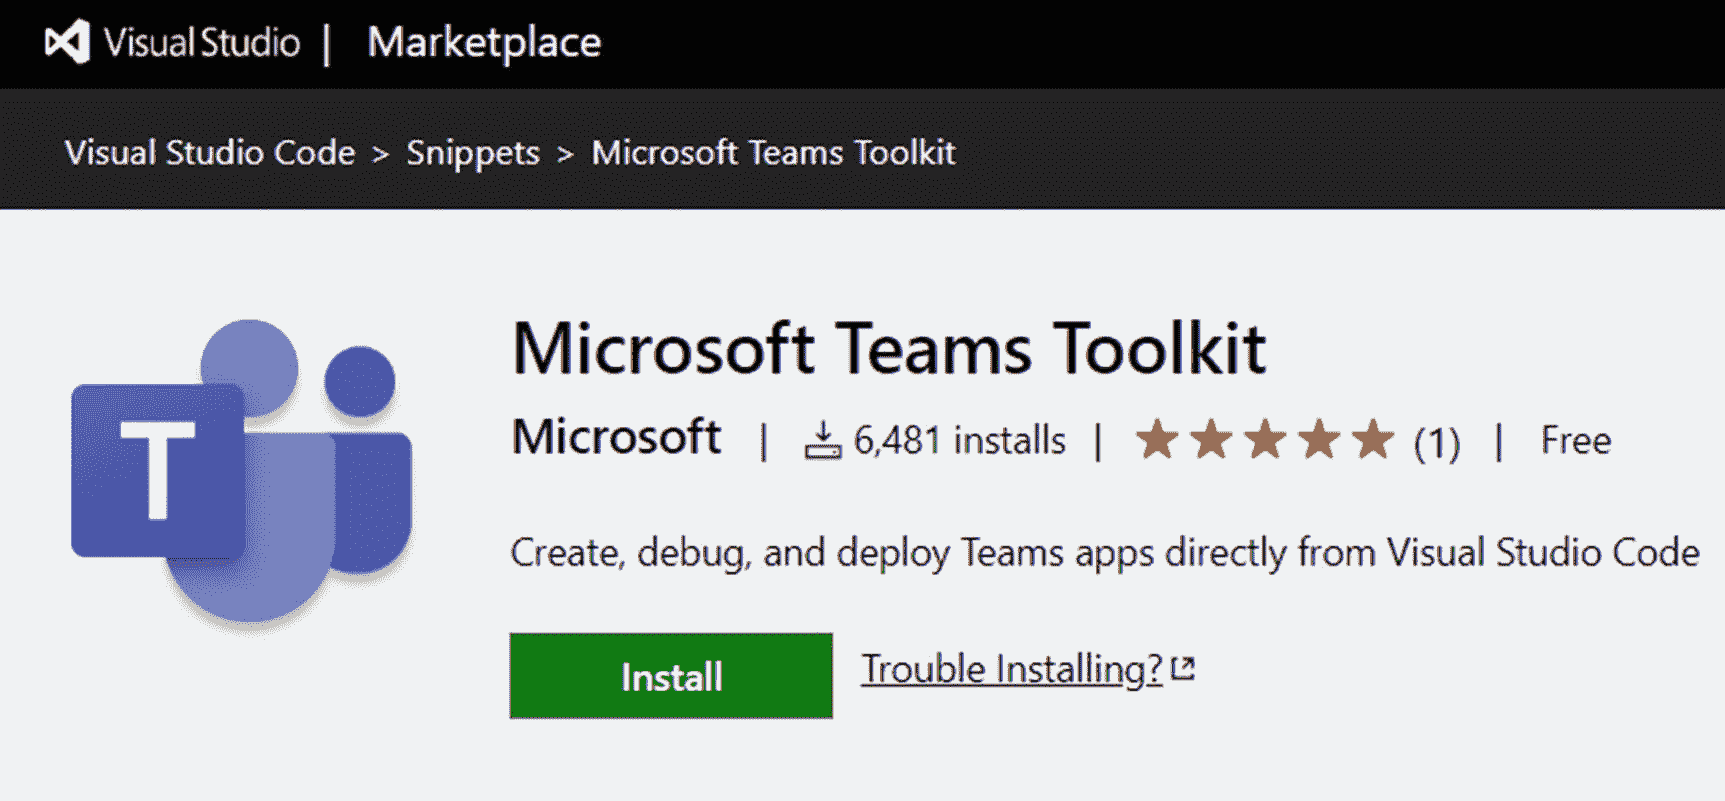 Visual Studio | Marketplace
Visual Studio Code > Snippets > Microsoft Teams Toolkit
Microsoft Teams Toolkit
Microsoft | 6,481 installs | (1) | Free
T
Create, debug, and deploy Teams apps directly from Visual Studio Code
Install Trouble Installing?